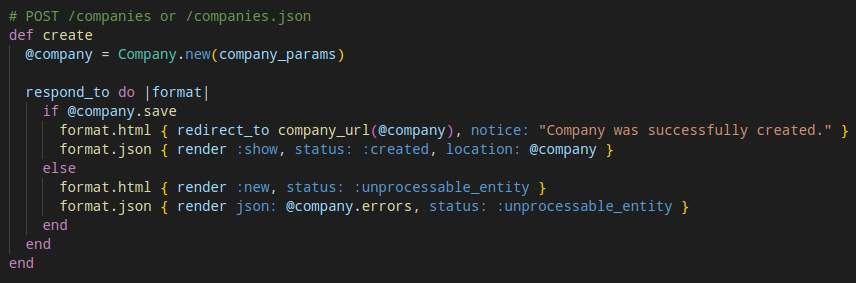 # POST /companies or /companies.json
def create
  @company = Company.new(company_params)

  respond_to do |format|
    if @company.save
      format.html { redirect_to company_url(@company), notice: "Company was successfully created." }
      format.json { render :show, status: :created, location: @company }
    else
      format.html { render :new, status: :unprocessable_entity }
      format.json { render json: @company.errors, status: :unprocessable_entity }
    end
  end
end